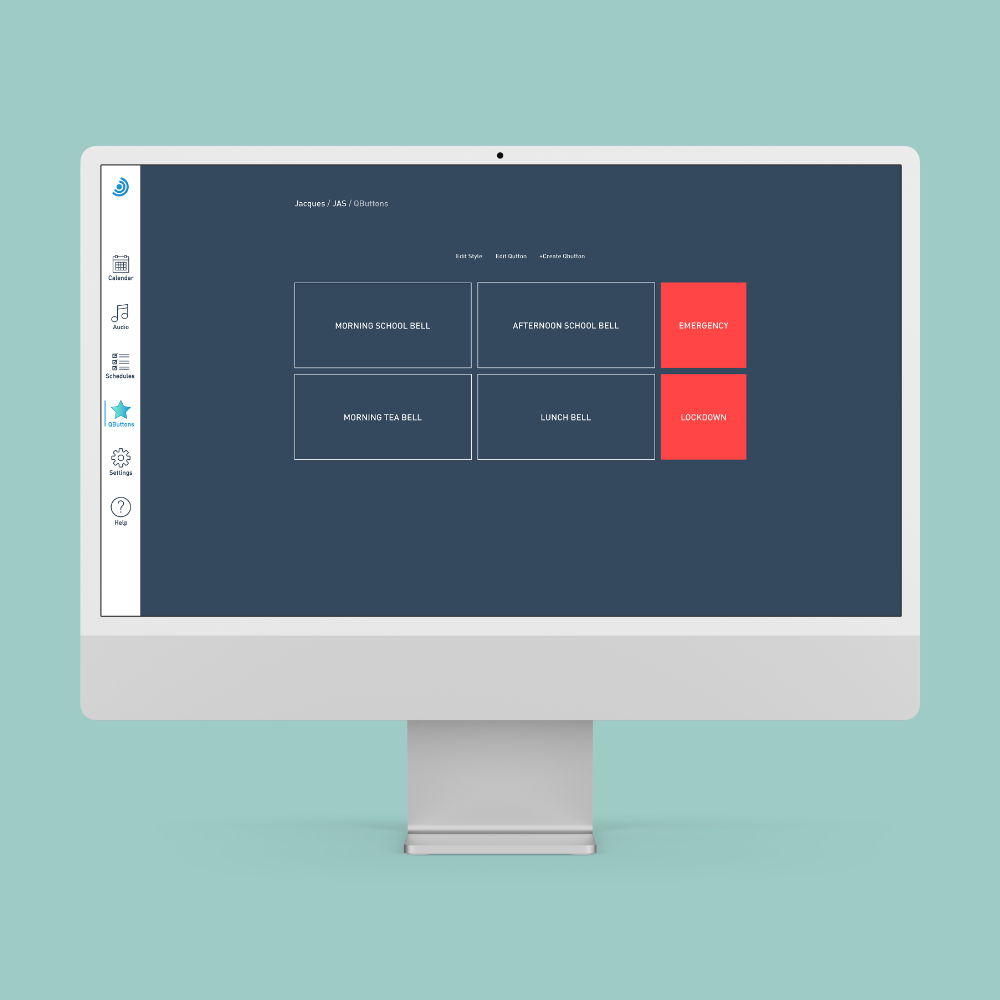 Jacques / JAS / QButtons
Edit Style Edit Qutton +Create Qbutton
MORNING SCHOOL BELL AFTERNOON SCHOOL BELL EMERGENCY
MORNING TEA BELL LUNCH BELL LOCKDOWN
Calendar
Audio
Schedules
QButtons
Settings
?
Help